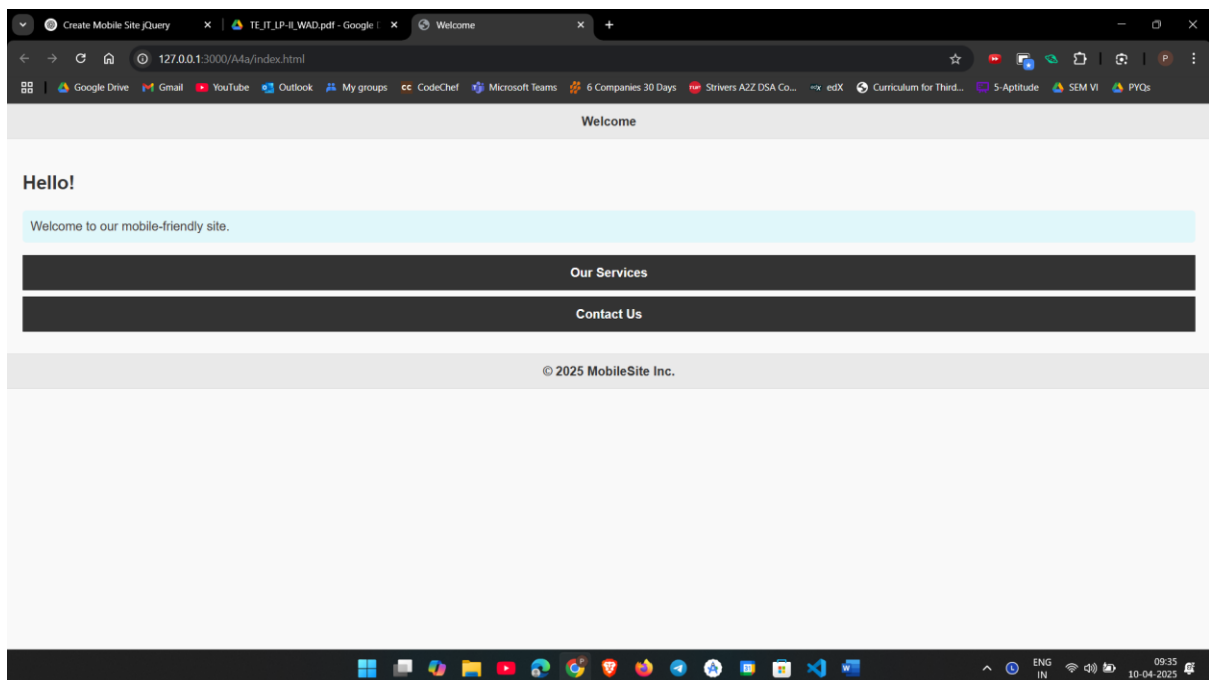 Create Mobile Site jQuery
TE_IT_LP-II_WAD.pdf - Google
Welcome
127.0.0.1:3000/A4a/index.html
P
Google Drive
Gmail
YouTube
Outlook
My groups
CC CodeChef
Microsoft Teams
6 Companies 30 Days
Strivers A2Z DSA Co...
edX
Curriculum for Third...
5-Aptitude
SEM VI
PYQs
Welcome
Hello!
Welcome to our mobile-friendly site.
Our Services
Contact Us
© 2025 MobileSite Inc.
ENG
IN
09:35
10-04-2025